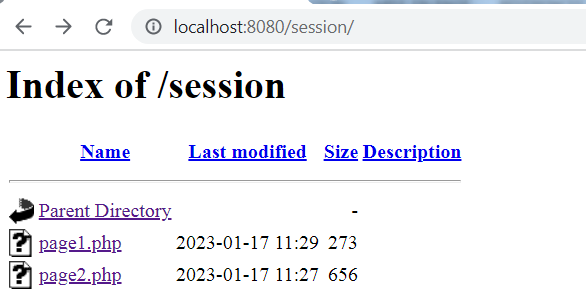 localhost:8080/session/
Index of /session
Name Last modified Size Description
Parent Directory -
page1.php 2023-01-17 11:29 273
page2.php 2023-01-17 11:27 656